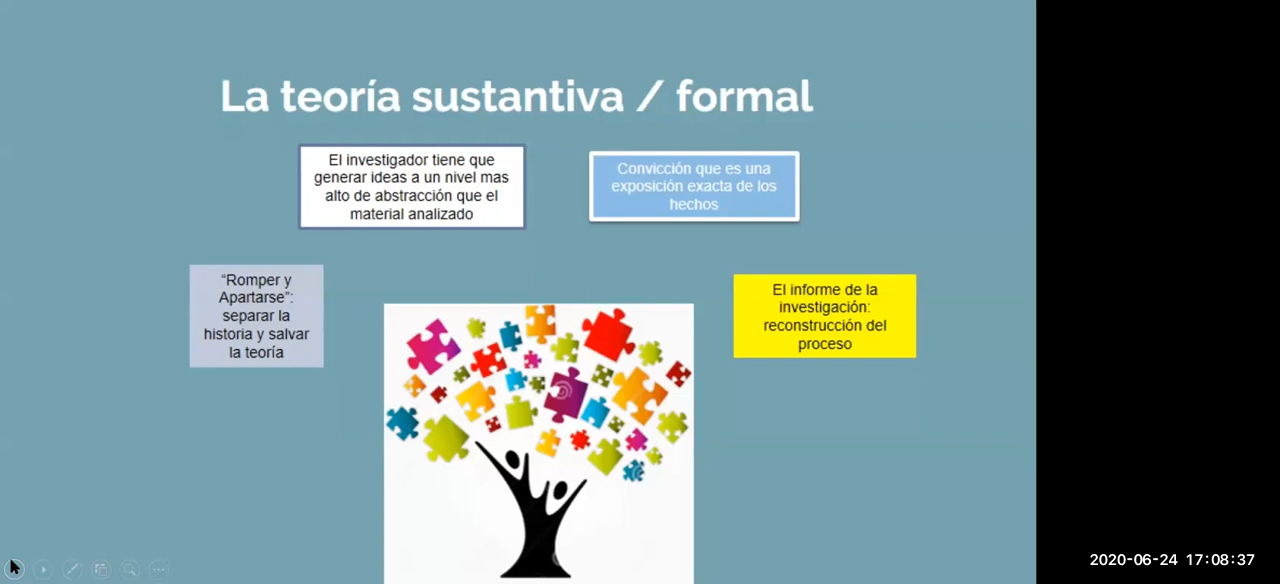 La teoría sustantiva / formal
El investigador tiene que
generar ideas a un nivel mas
alto de abstracción que el
material analizado
Convicción que es una
exposición exacta de los
hechos
“Romper y
Apartarse”:
separar la
historia y salvar
la teoría
El informe de la
investigación:
reconstrucción del
proceso
2020-06-24 17:08:37